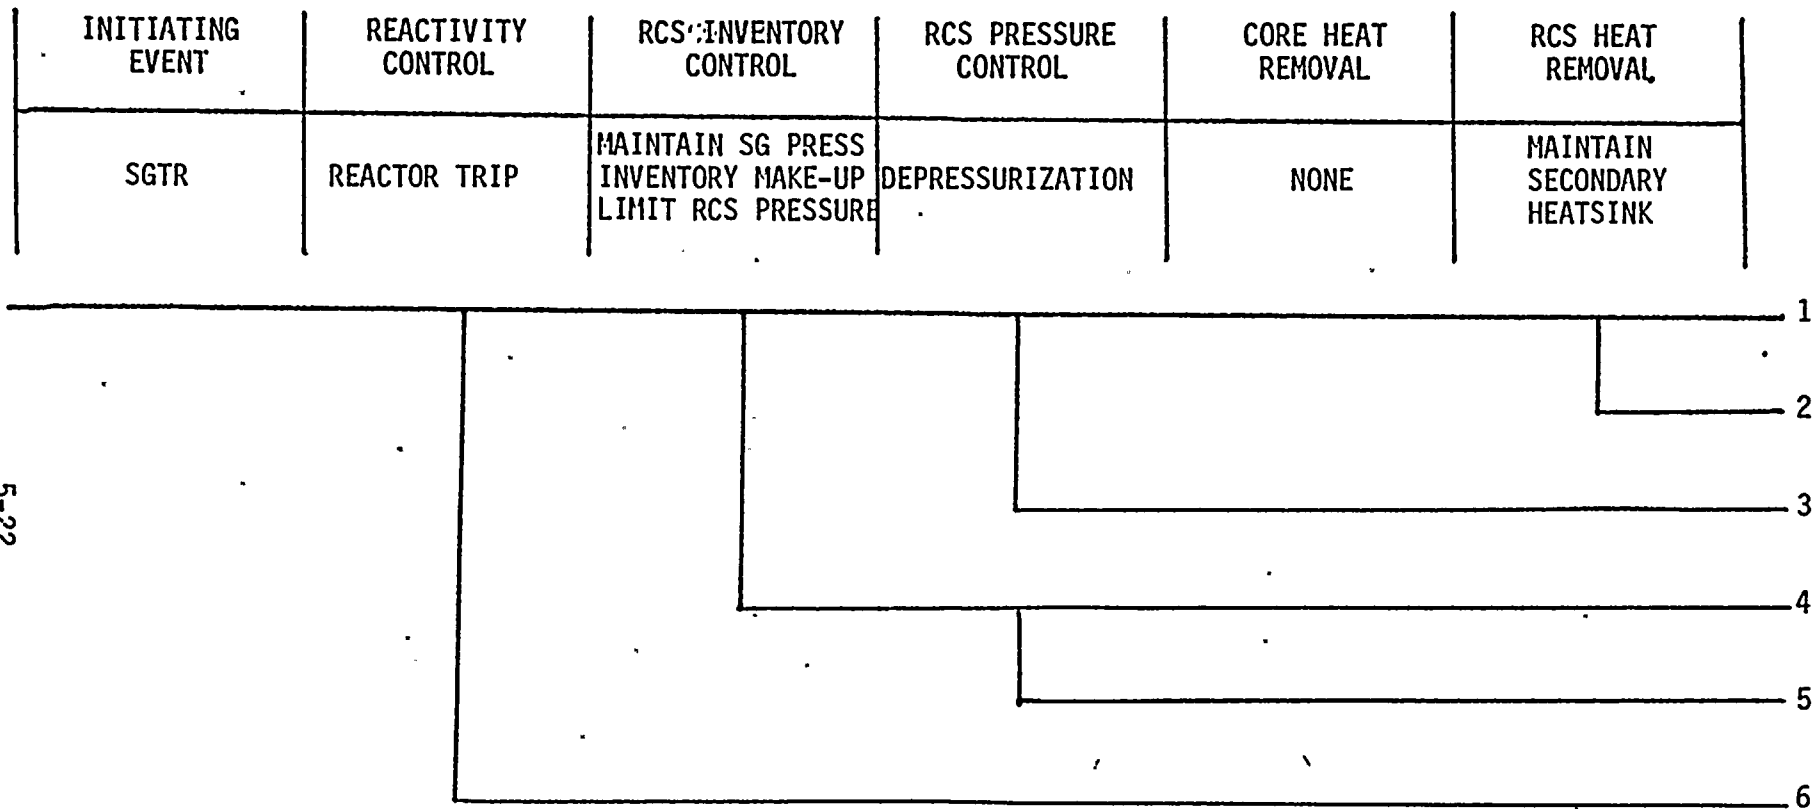 INITIATING
EVENT
REACTIVITY
CONTROL
RCS INVENTORY
CONTROL
RCS PRESSURE
CONTROL
CORE HEAT
REMOVAL
RCS HEAT
REMOVAL
SGTR
REACTOR TRIP
MAINTAIN SG PRESS
INVENTORY MAKE-UP
LIMIT RCS PRESSURE
DEPRESSURIZATION
NONE
MAINTAIN
SECONDARY
HEATSINK
1
2
3
4
5
6
5-22